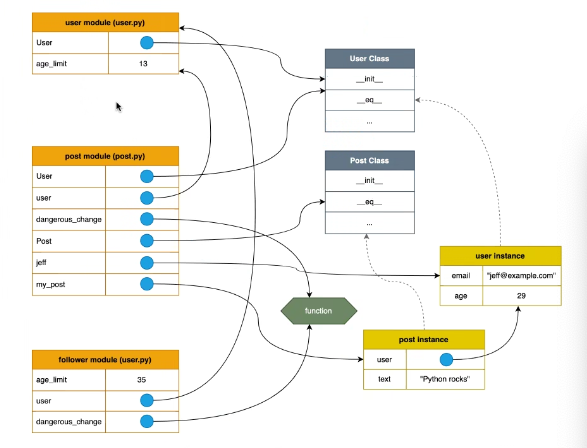 user module (user.py)
User
age_limit 13
post module (post.py)
User
user
dangerous_change
Post
jeff
my_post
follower module (user.py)
age_limit 35
user
dangerous_change
User Class
__init__
__eq__
...
Post Class
__init__
__eq__
...
function
user instance
email "jeff@example.com"
age 29
post instance
user
text "Python rocks"